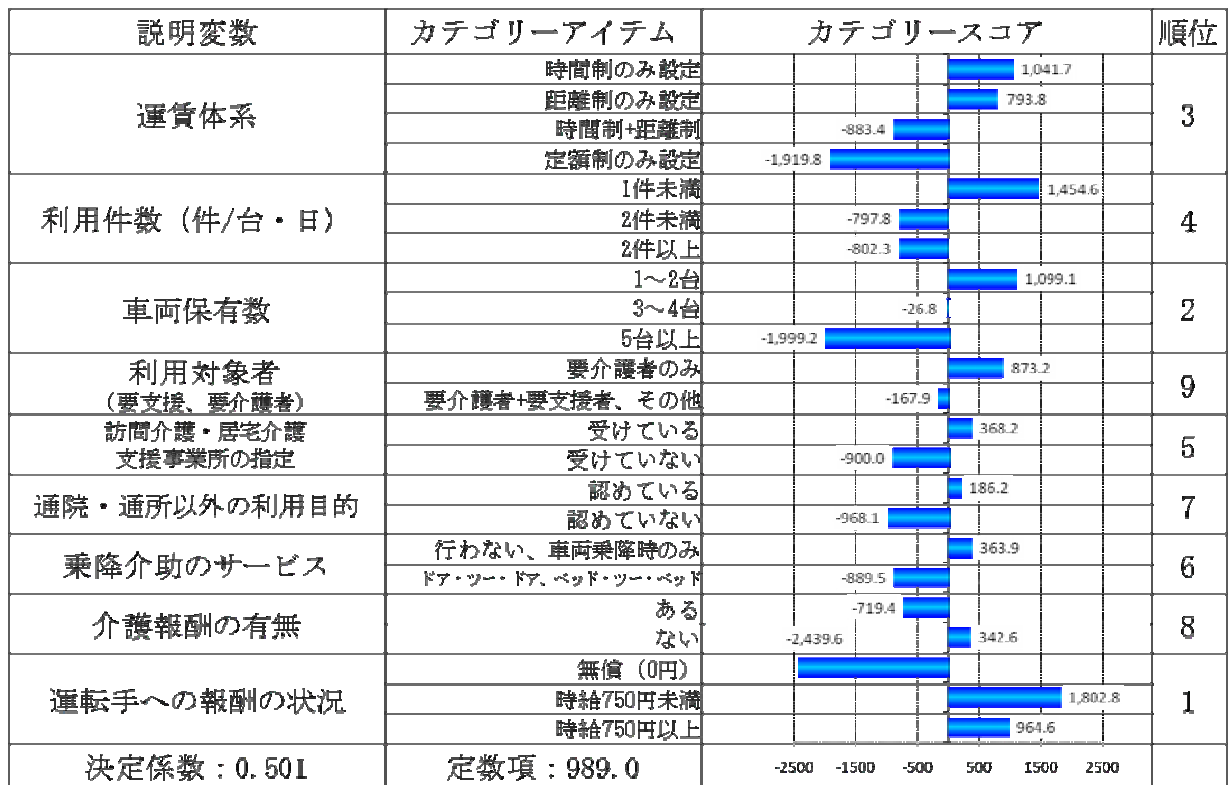 説明変数 カテゴリーアイテム カテゴリースコア 順位
運賃体系 3
時間制のみ設定 1,041.7
距離制のみ設定 793.8
時間制+距離制 -883.4
定額制のみ設定 -1,919.8
利用件数（件/台・日） 4
1件未満 1,454.6
2件未満 -797.8
2件以上 -802.3
車両保有数 2
1～2台 1,099.1
3～4台 -26.8
5台以上 -1,999.2
利用対象者
（要支援、要介護者） 9
要介護者のみ 873.2
要介護者+要支援者、その他 -167.9
訪問介護・居宅介護
支援事業所の指定 5
受けている 368.2
受けていない -900.0
通院・通所以外の利用目的 7
認めている 186.2
認めていない -968.1
乗降介助のサービス 6
行わない、車両乗降時のみ 363.9
ドア・ツー・ドア、ベッド・ツー・ベッド -889.5
介護報酬の有無 8
ある -719.4
ない 342.6
運転手への報酬の状況 1
無償（0円） -2,439.6
時給750円未満 1,802.8
時給750円以上 964.6
決定係数：0.501 定数項：989.0 -2500 -1500 -500 500 1500 2500